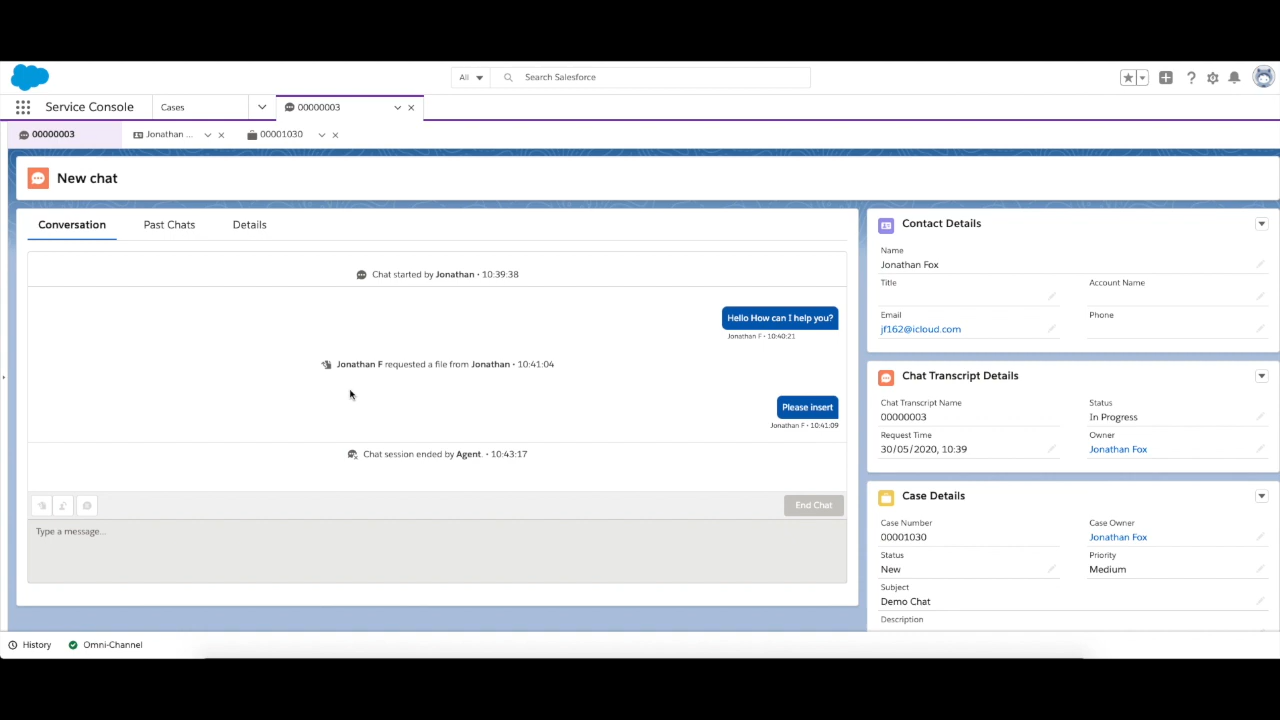 All
Search Salesforce
Service Console
Cases
00000003
00000003
Jonathan ...
00001030
New chat
Conversation
Past Chats
Details
Chat started by Jonathan • 10:39:38
Hello How can I help you?
Jonathan F • 10:40:21
Jonathan F requested a file from Jonathan • 10:41:04
Please insert
Jonathan F • 10:41:09
Chat session ended by Agent. • 10:43:17
End Chat
Type a message...
Contact Details
Name
Jonathan Fox
Title
Account Name
Email
Phone
jf162@icloud.com
Chat Transcript Details
Chat Transcript Name
Status
00000003
In Progress
Request Time
Owner
30/05/2020, 10:39
Jonathan Fox
Case Details
Case Number
Case Owner
00001030
Jonathan Fox
Status
Priority
New
Medium
Subject
Demo Chat
Description
History
Omni-Channel